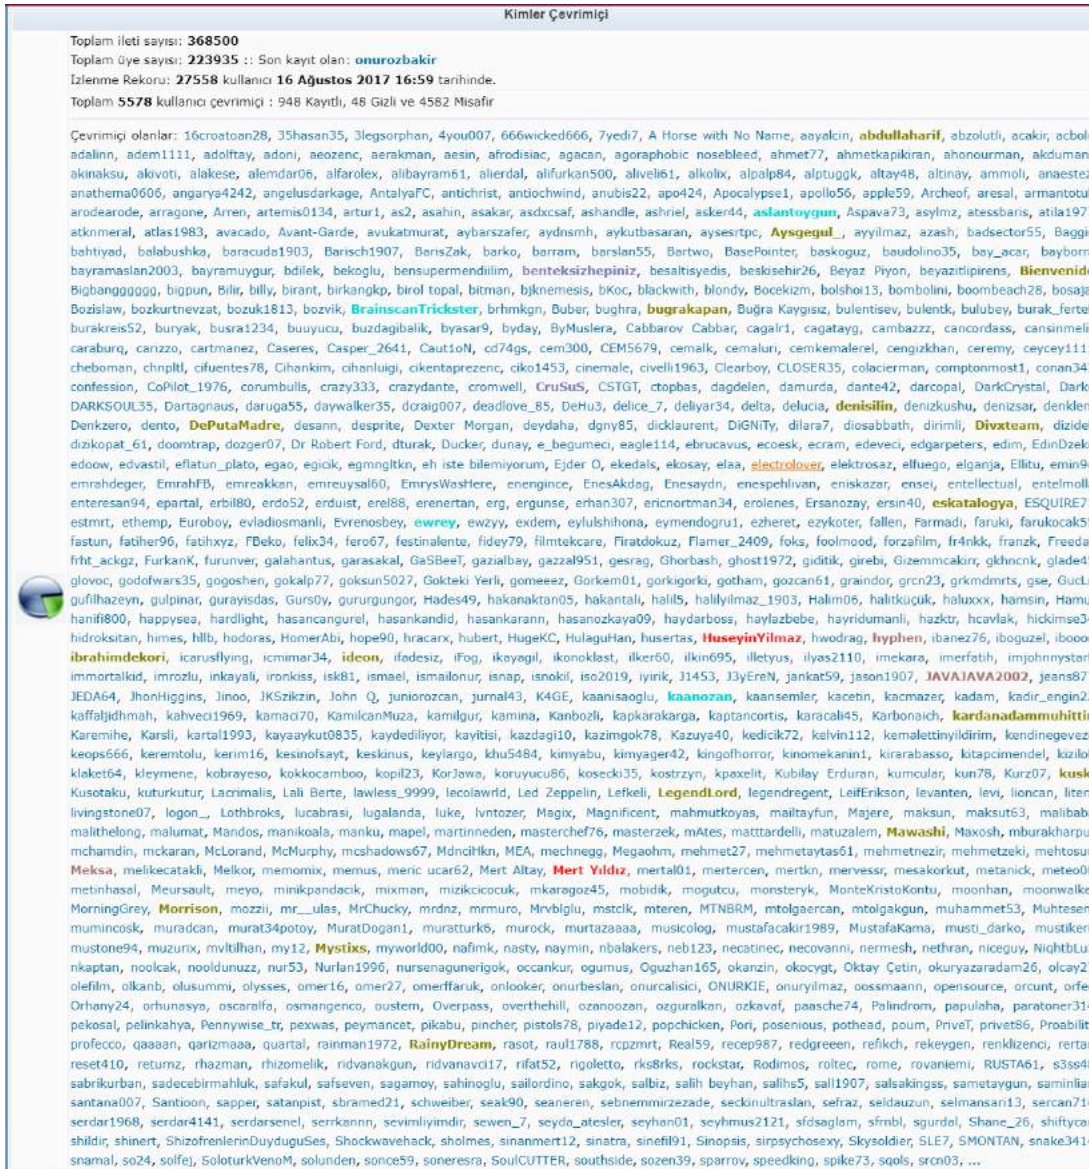 Kimler Çevrimiçi
Toplam ileti sayısı: 368500
Toplam üye sayısı: 223935 :: Son kayıt olan: onurozbakir
İzlenme Rekoru: 27558 kullanıcı 16 Ağustos 2017 16:59 tarihinde.
Toplam 5578 kullanıcı çevrimiçi : 948 Kayıtlı, 48 Gizli ve 4582 Misafir
Çevrimiçi olanlar: 16croatoan28, 35hasan35, 3legsorphan, 4you007, 666wicked666, 7yedi7, A Horse with No Name, aayalcin, abdullaharif, abzolutli, acakir,
adalinn, adem1111, adolftay, adoni, aeozenc, aerakman, aesin, afrodisiac, agacan, agoraphobic nosebleed, ahmet77, ahmetkapikiran, ahonourman,
akinaksu, akivoti, alakese, alemdar06, alfarolex, alibayram61, alierdal, alifurkan500, aliveli61, alkolix, alpalp84, alptuggk, altay48, altinay, ammoli,
anathema0606, angarya4242, angelusdarkage, AntalyaFC, antichrist, antiochwind, anubis22, apo424, Apocalypse1, apollo56, apple59, Archeof, aresal,
arodearode, arragone, Arren, artemis0134, artur1, as2, asahin, asakar, asdxcsaf, ashandle, ashriel, asker44, aslantoygun, Aspava73, asylmz, atessbaris,
atknmeral, atlas1983, avacado, Avant-Garde, avukatmurat, aybarszafer, aydnsmh, aykutbasaran, aysesrtpc, Aysgegul_, ayyilmaz, azash, badsector55,
bahtiyad, balabushka, baracuda1903, Barisch1907, BarisZak, barko, barram, barslan55, Bartwo, BasePointer, baskoguz, baudolino35, bay_acar,
bayramaslan2003, bayramuygur, bdilek, bekoglu, bensupermendiilim, benteksizhepiniz, besaltisyedis, beskisehir26, Beyaz Piyon, beyazitlipirens,
Bigbangggggg, bigpun, Bilir, billy, birant, birkangkp, birol topal, bitman, bjknemesis, bKoc, blackwith, blondy, Bocekizm, bolshoi13, bombolini, boombeach28,
Bozislaw, bozkurtnevzat, bozuk1813, bozvik, BrainscanTrickster, brhmkgn, Buber, bughra, bugrakapan, Buğra Kaygısız, bulentisev, bulentk, bulubey,
burakreis52, buryak, busra1234, buuyucu, buzdagibalik, byasar9, byday, ByMuslera, Cabbarov Cabbar, cagalr1, cagatayg, cambazzz, cancordass,
caraburq, carizzo, cartmanez, Caseres, Casper_2641, Caut1oN, cd74gs, cem300, CEM5679, cemalk, cemaluri, cemkemalerel, cengizkhan, ceremy,
cheboman, chnpltl, cifuentes78, Cihankim, cihanluigi, cikentaprezenc, ciko1453, cinemale, civelli1963, Clearboy, CLOSER35, colacierman, comptonmost1,
confession, CoPilot_1976, corumbulls, crazy333, crazydante, cromwell, CruSuS, CSTGT, ctopbas, dagdelen, damurda, dante42, darcopal, DarkCrystal,
DARKSOUL35, Dartagnaus, daruga55, daywalker35, dcraig007, deadlove_85, DeHu3, delice_7, deliyar34, delta, delucia, denisilin, denizkushu, denizsar,
Denkzero, dento, DePutaMadre, desann, desprite, Dexter Morgan, deydaha, dgny85, dicklaurent, DiGNiTy, dilara7, diosabbath, dirimli, Divxteam,
dizikopat_61, doomtrap, dozger07, Dr Robert Ford, dturak, Ducker, dunay, e_begumeci, eagle114, ebrucavus, ecoesk, ecram, edeveci, edgarpeters, edim,
edoow, edvastil, eflatun_plato, egao, egicik, egmngltkn, eh iste bilemiyorum, Ejder O, ekedals, ekosay, elaa, electrolover, elektrosaz, elfuego, elganja, Ellitu,
emrahdeger, EmrahFB, emreakkan, emreuysal60, EmrysWasHere, enengince, EnesAkdag, Enesaydn, enespehlivan, eniskazar, ensei, entellectual,
enteresan94, epartal, erbil80, erdo52, erduist, erel88, erenertan, erg, ergunse, erhan307, ericnortman34, erolenes, Ersanozay, ersin40, eskatalogya,
estmrt, ethemp, Euroboy, evladiosmanli, Evrenosbey, ewrey, ewzyy, exdem, eylulshihona, eymendogru1, ezheret, ezykoter, fallen, Farmadi, faruki,
fastun, fatiher96, fatihxyz, FBeko, felix34, fero67, festinalente, fidey79, filmtekcare, Firatdokuz, Flamer_2409, foks, foolmood, forzafilm, fr4nkk, franzk,
frht_ackgz, FurkanK, furunver, galahantus, garasakal, GaSBeeT, gazialbay, gazzal951, gesrag, Ghorbash, ghost1972, giditik, girebi, Gizemmcakirr, gkhncnk,
glovoc, godofwars35, gogoshen, gokalp77, goksun5027, Gokteki Yerli, gomeeez, Gorkem01, gorkigorki, gotham, gozcan61, graindor, grcn23, grkmdmrts, gse,
gufilhazeyn, gulpinar, gurayisdas, Gurs0y, gururgungor, Hades49, hakanaktan05, hakantali, halil5, halilyilmaz_1903, Halim06, halitküçük, haluxxx, hamsin,
hanifi800, happysea, hardlight, hasancangurel, hasankandid, hasankarann, hasanozkaya09, haydarboss, haylazbebe, hayridumanli, hazktr, hcavlak,
hidroksitan, himes, hllb, hodoras, HomerAbi, hope90, hracarx, hubert, HugeKC, HulaguHan, husertas, HuseyinYilmaz, hwodrag, hyphen, ibanez76, iboguzel,
ibrahimdekori, icarusflying, icmimar34, ideon, ifadesiz, iFog, ikayagil, ikonoklast, ilker60, ilkin695, illetyus, ilyas2110, imekara, imerfatih,
immortalkid, imrozlu, inkayali, ironkiss, isk81, ismael, ismailonur, isnap, isnokil, iso2019, iyirik, J1453, J3yEreN, jankat59, jason1907, JAVAJAVA2002,
JEDA64, JhonHiggins, Jinoo, JKSzikzin, John Q, juniorozcan, jurnal43, K4GE, kaanisaoglu, kaanozan, kaansemler, kacetin, kacmazer, kadam,
kaffaljidhmah, kahveci1969, kamaci70, KamilcanMuza, kamilgur, kamina, Kanbozli, kapkarakarga, kaptancortis, karacali45, Karbonaich,
Karemihe, Karsli, kartal1993, kayaaykut0835, kaydediliyor, kayitisi, kazdagi10, kazimgok78, Kazuya40, kedicik72, kelvin112, kemalettinyildirim,
keops666, keremtolu, kerim16, kesinofsayt, keskinus, keylargo, khu5484, kimyabu, kimyager42, kingofhorror, kinomekanin1, kirarabasso, kitapcimendel,
klaket64, kleymene, kobrayeso, kokkocamboo, kopil23, KorJawa, koruyucu86, kosecki35, kostrzyn, kpaxelit, Kubilay Erduran, kumcular, kun78, Kurz07,
Kusotaku, kuturkutur, Lacrimalis, Lali Berte, lawless_9999, lecolawrld, Led Zeppelin, Lefkeli, LegendLord, legendregent, LeifErikson, levanten, levi, lioncan,
livingstone07, logon_, Lothbroks, lucabrasi, lugalanda, luke, lvntozer, Magix, Magnificent, mahmutkoyas, mailtayfun, Majere, maksun, maksut63,
malithelong, malumat, Mandos, manikoala, manku, mapel, martinneden, masterchef76, masterzek, mAtes, matttardelli, matuzalem, Mawashi, Maxosh,
mchamdin, mckaran, McLorand, McMurphy, mcshadows67, MdnciHkn, MEA, mechnegg, Megaohm, mehmet27, mehmetaytas61, mehmetnezir, mehmetzeki,
Meksa, melikecatakli, Melkor, memomix, memus, meric ucar62, Mert Altay, Mert Yıldız, mertal01, mertercen, mertkn, mervessr, mesakorkut, metanick,
metinhasal, Meursault, meyo, minikpandacik, mixman, mizikcicocuk, mkaragoz45, mobidik, mogutcu, monsteryk, MonteKristoKontu, moonhan,
MorningGrey, Morrison, mozzii, mr__ulas, MrChucky, mrdnz, mrmuro, Mrvblglu, mstclk, mteren, MTNBRM, mtolgaercan, mtolgakgun, muhammet53,
mumincosk, muradcan, murat34potoy, MuratDogan1, muratturk6, murock, murtazaaaa, musicolog, mustafacakir1989, MustafaKama, musti_darko,
mustone94, muzurix, mvltilhan, my12, Mystixs, myworld00, nafimk, nasty, naymin, nbalakers, neb123, necatinec, necovanni, nermesh, nethran, niceguy,
nkaptan, noolcak, nooldunuzz, nur53, Nurlan1996, nursenagunerigok, occankur, ogumus, Oguzhan165, okanzin, okocygt, Oktay Çetin, okuryazaradam26,
olefilm, olkanb, olusummi, olysses, omer16, omer27, omerffaruk, onlooker, onurbeslan, onurcalisici, ONURKIE, onuryilmaz, oossmaann, opensource, orcunt,
Orhany24, orhunasya, oscaralfa, osmangenco, oustem, Overpass, overthehill, ozanoozan, ozguralkan, ozkavaf, paasche74, Palindrom, papulaha,
pekosal, pelinkahya, Pennywise_tr, pexwas, peymancet, pikabu, pincher, pistols78, piyade12, popchicken, Pori, posenious, pothead, poum, PriveT, privet86,
profecco, qaaaan, qarizmaaa, quartal, rainman1972, RainyDream, rasot, raul1788, rcpzmrt, Real59, recep987, redgreeen, refikch, rekeygen, renklizenci,
reset410, returnz, rhazman, rhizomelik, ridvanakgun, ridvanavci17, rifat52, rigoletto, rks8rks, rockstar, Rodimos, roltec, rome, rovaniemi, RUSTA61,
sabrikurban, sadecebirmahluk, safakul, safseven, sagamoy, sahinoglu, sailordino, sakgok, salbiz, salih beyhan, salihs5, sall1907, salsakingss, sametaygun,
santana007, Santioon, sapper, satanpist, sbramed21, schweiber, seak90, seaneren, sebnemmirzezade, seckinultraslan, sefraz, seldauzun, selmansari13,
serdar1968, serdar4141, serdarsenel, serrkannn, sevimliyimdir, sewen_7, seyda_atesler, seyhan01, seyhmus2121, sfdsaglam, sfmbl, sgurdal, Shane_26,
shildir, shinert, ShizofrenlerinDuyduguSes, Shockwavehack, sholmes, sinanmert12, sinatra, sinefil91, Sinopsis, sirpsychosexy, Skysoldier, SLE7, SMONTAN,
snamal, so24, solfej, SoloturkVenoM, solunden, sonce59, soneresra, SoulCUTTER, southside, sozen39, sparrov, speedking, spike73, sqols, srcn03, ...